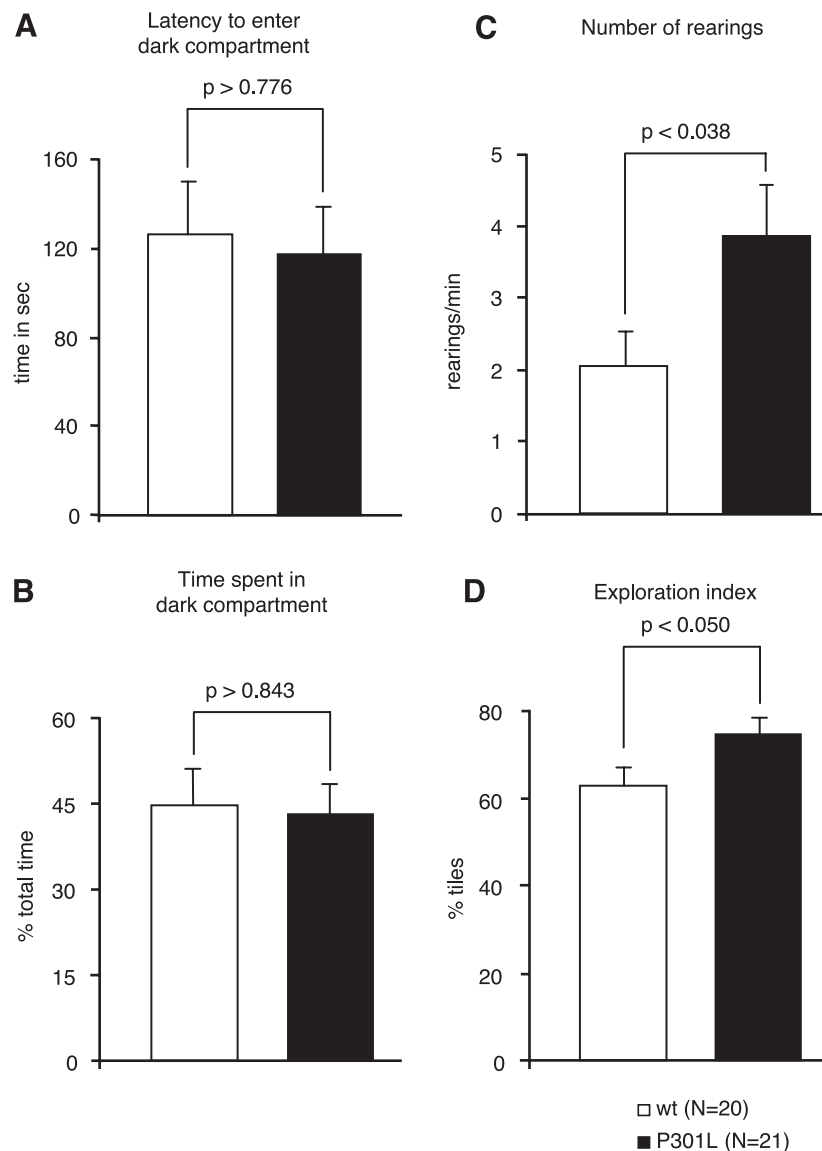 A
Latency to enter
dark compartment
p > 0.776
160
120
80
40
0
time in sec
C
Number of rearings
p < 0.038
5
4
3
2
1
0
rearings/min
B
Time spent in
dark compartment
p > 0.843
60
45
30
15
0
% total time
D
Exploration index
p < 0.050
80
60
40
20
0
% tiles
wt (N=20)
P301L (N=21)